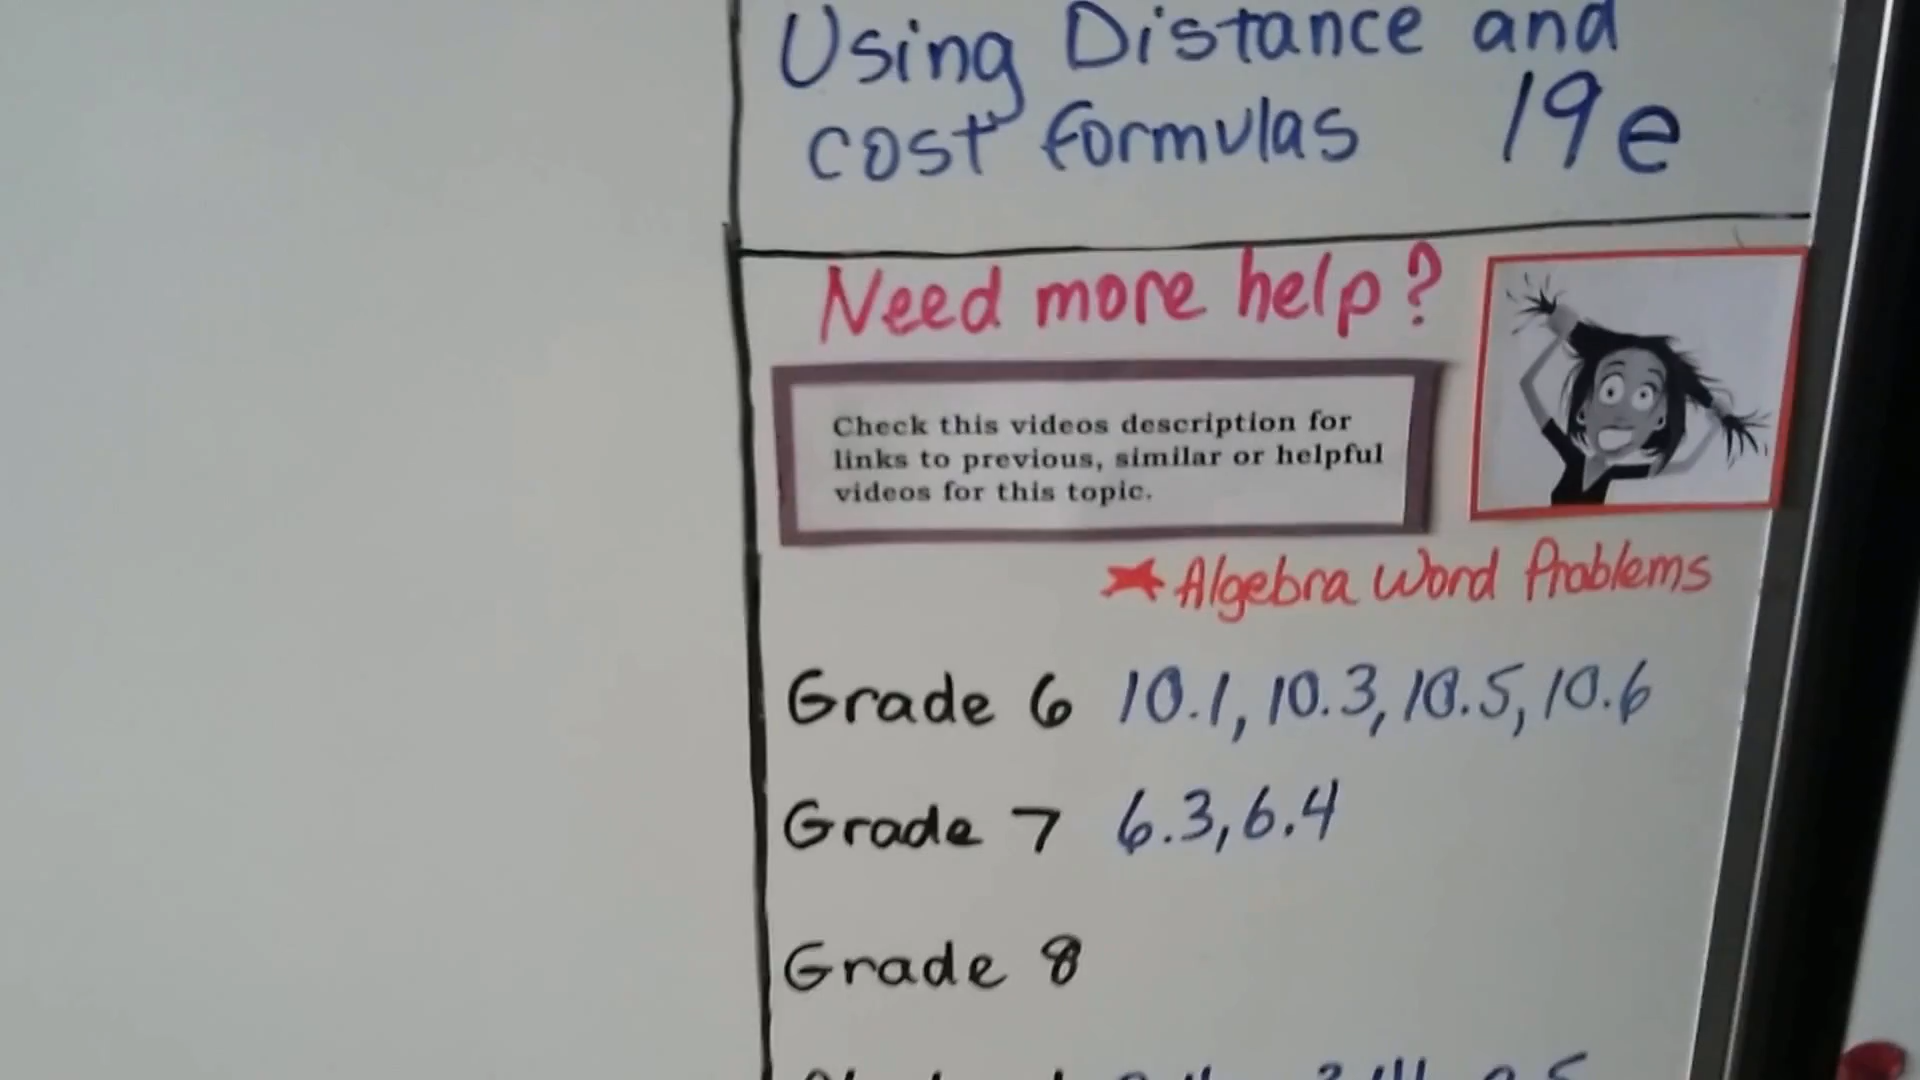 Using Distance and
cost formulas 19e
Need more help?
Check this videos description for
links to previous, similar or helpful
videos for this topic.
Algebra Word Problems
Grade 6 10.1, 10.3, 10.5, 10.6
Grade 7 6.3, 6.4
Grade 8